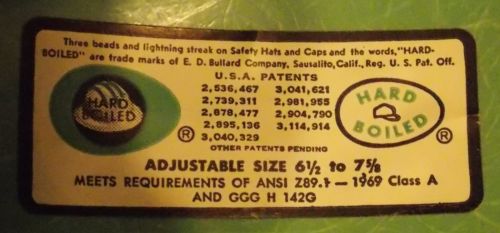 Three beads and lightning streak on Safety Hats and Caps and the words,"HARD-
BOILED" are trade marks of E. D. Bullard Company, Sausalito, Calif., Reg. U. S. Pat. Off.
U.S.A. PATENTS
HARD
BOILED
®
2,536,467 3,041,621
2,739,311 2,981,955
2,878,477 2,904,790
2,895,136 3,114,914
3,040,329
OTHER PATENTS PENDING
HARD
BOILED
®
ADJUSTABLE SIZE 6½ to 7⅝
MEETS REQUIREMENTS OF ANSI Z89.1 — 1969 Class A
AND GGG H 142G